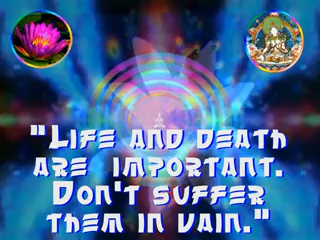 "Life and death
are important.
Don't suffer
them in vain."